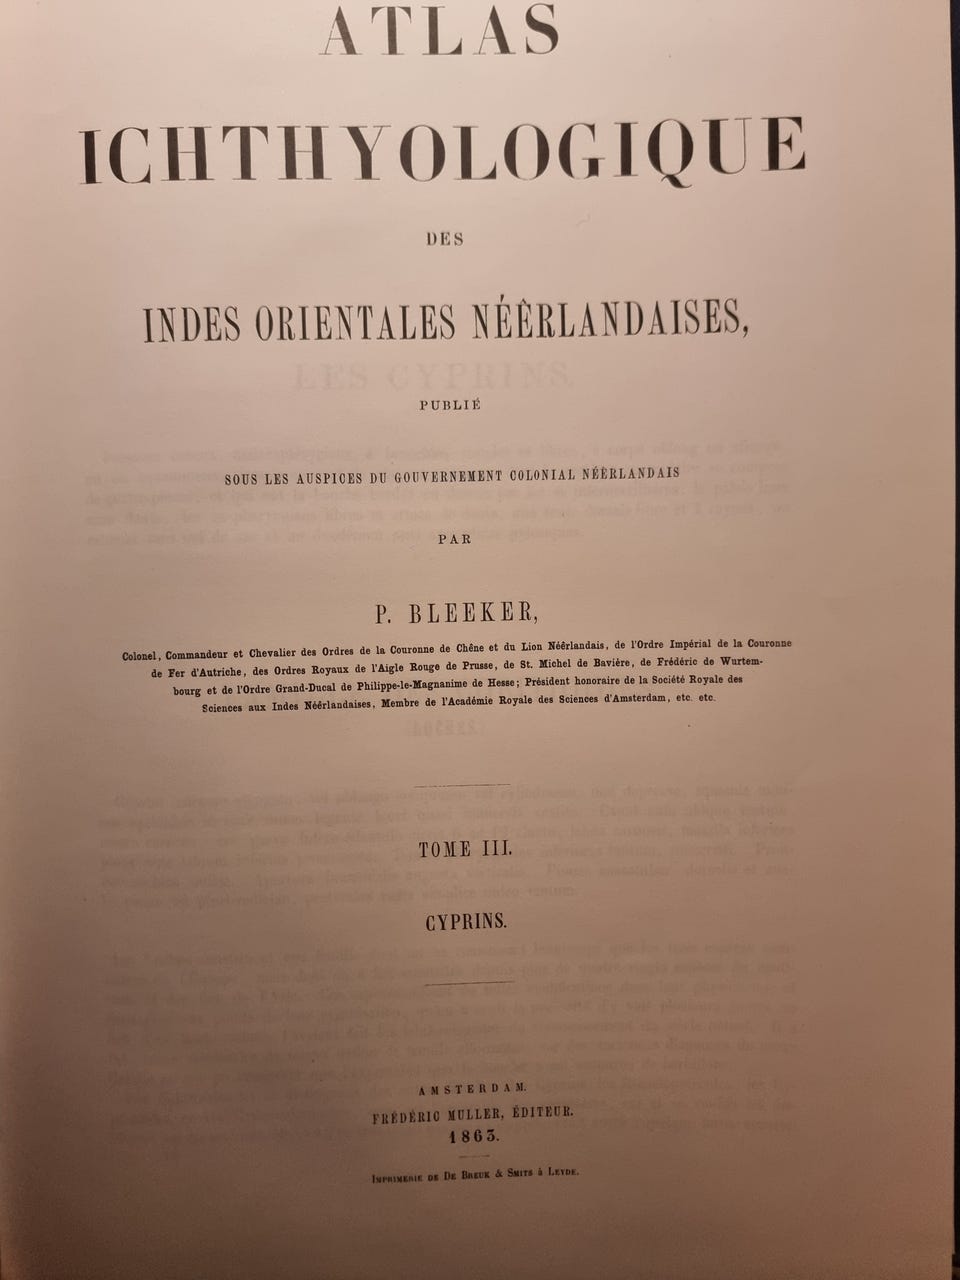 ATLAS
ICHTHYOLOGIQUE
DES
INDES ORIENTALES NÉÊRLANDAISES,
PUBLIÉ
SOUS LES AUSPICES DU GOUVERNEMENT COLONIAL NÉÊRLANDAIS
PAR
P. BLEEKER,
Colonel, Commandeur et Chevalier des Ordres de la Couronne de Chêne et du Lion Néêrlandais, de l'Ordre Impérial de la Couronne
de Fer d'Autriche, des Ordres Royaux de l'Aigle Rouge de Prusse, de St. Michel de Bavière, de Frédéric de Wurtem-
bourg et de l'Ordre Grand-Ducal de Philippe-le-Magnanime de Hesse; Président honoraire de la Société Royale des
Sciences aux Indes Néêrlandaises, Membre de l'Académie Royale des Sciences d'Amsterdam, etc. etc.
TOME III.
CYPRINS.
AMSTERDAM.
FRÉDÉRIC MULLER, ÉDITEUR.
1863.
IMPRIMERIE DE DE BREUK & SMITS à LEYDE.